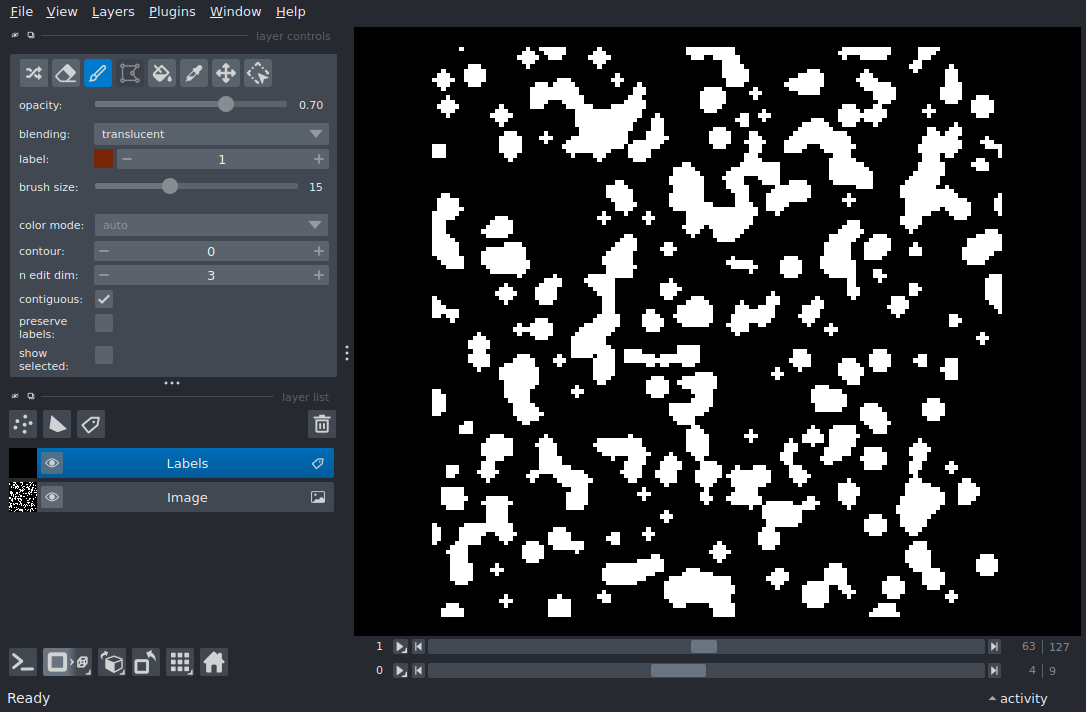 File View Layers Plugins Window Help
layer controls
opacity: 0.70
blending: translucent
label: 1
brush size: 15
color mode: auto
contour: 0
n edit dim: 3
contiguous:
preserve
labels:
show
selected:
layer list
Labels
Image
1 63 127
0 4 9
Ready activity